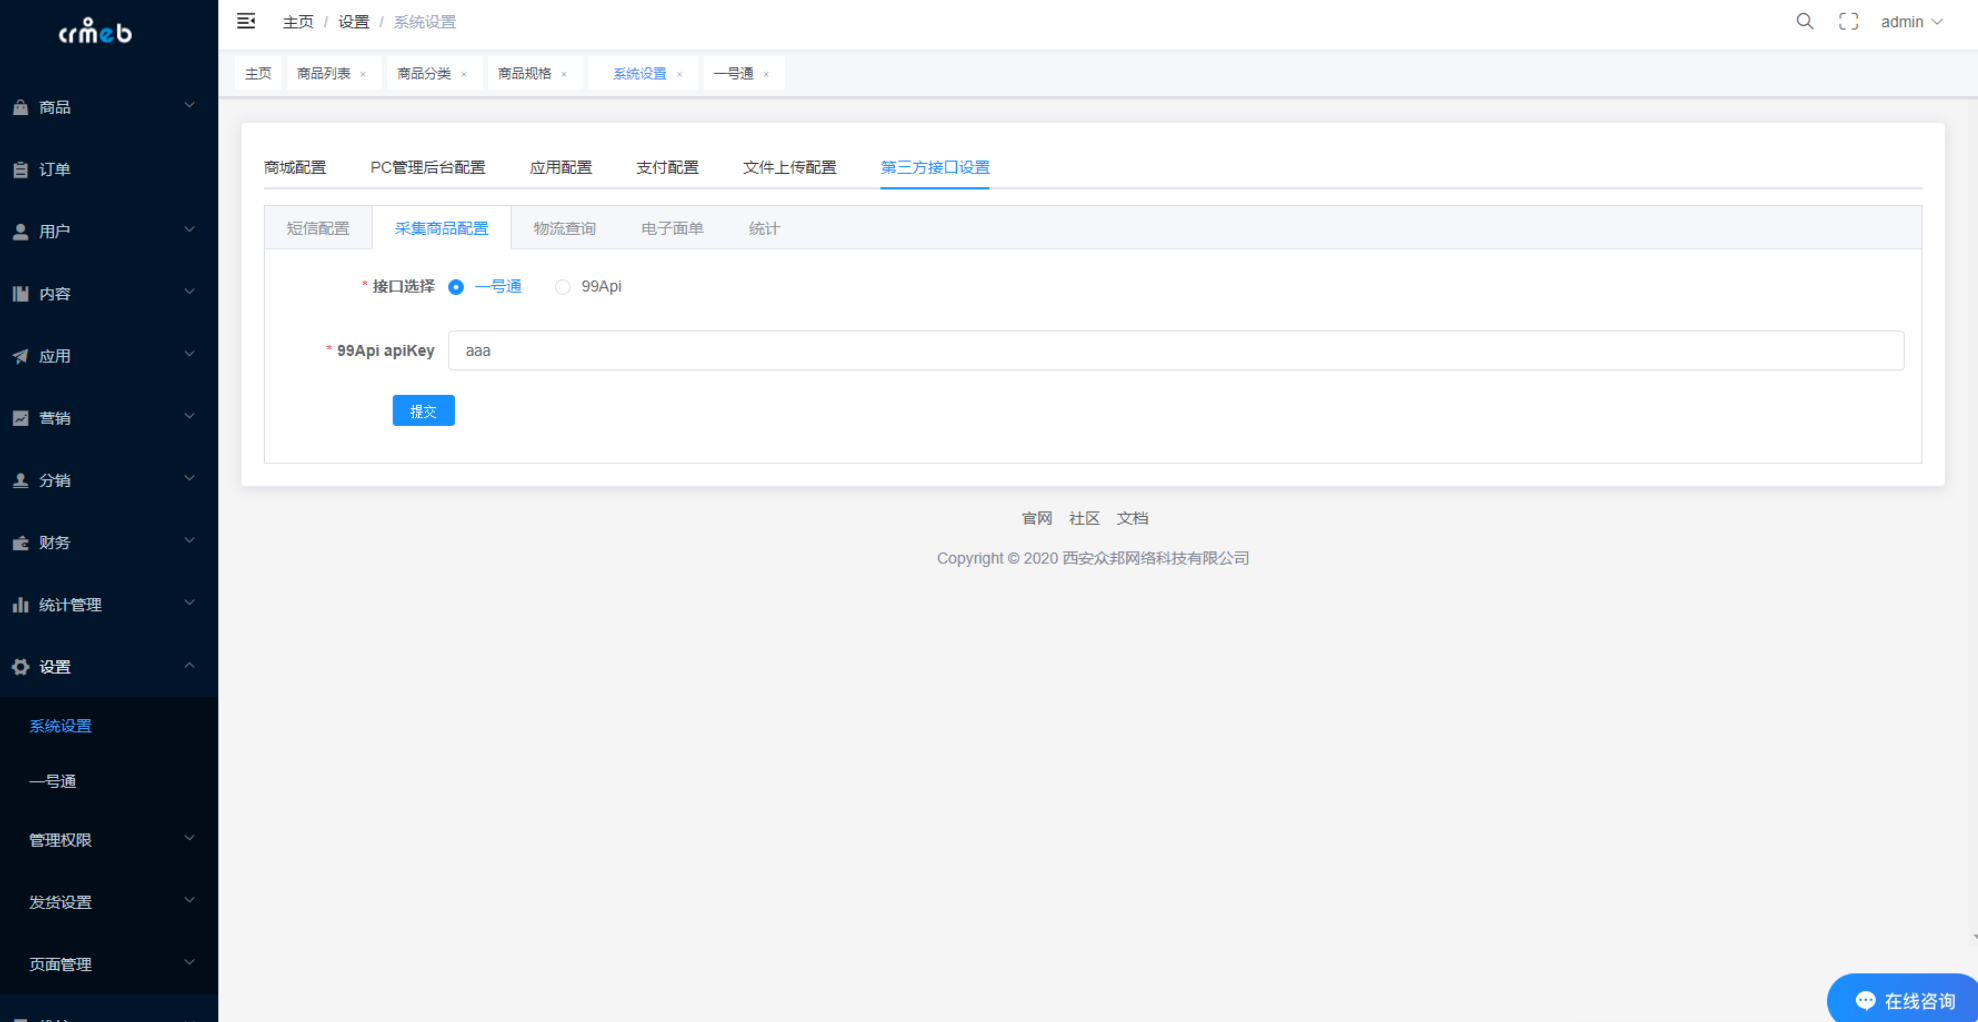 crmeb
主页 / 设置 / 系统设置
admin
主页 商品列表 × 商品分类 × 商品规格 × 系统设置 × 一号通 ×
商品
订单
用户
内容
应用
营销
分销
财务
统计管理
设置
系统设置
一号通
管理权限
发货设置
页面管理
商城配置 PC管理后台配置 应用配置 支付配置 文件上传配置 第三方接口设置
短信配置 采集商品配置 物流查询 电子面单 统计
* 接口选择 一号通 99Api
* 99Api apiKey aaa
提交
官网 社区 文档
Copyright © 2020 西安众邦网络科技有限公司
在线咨询